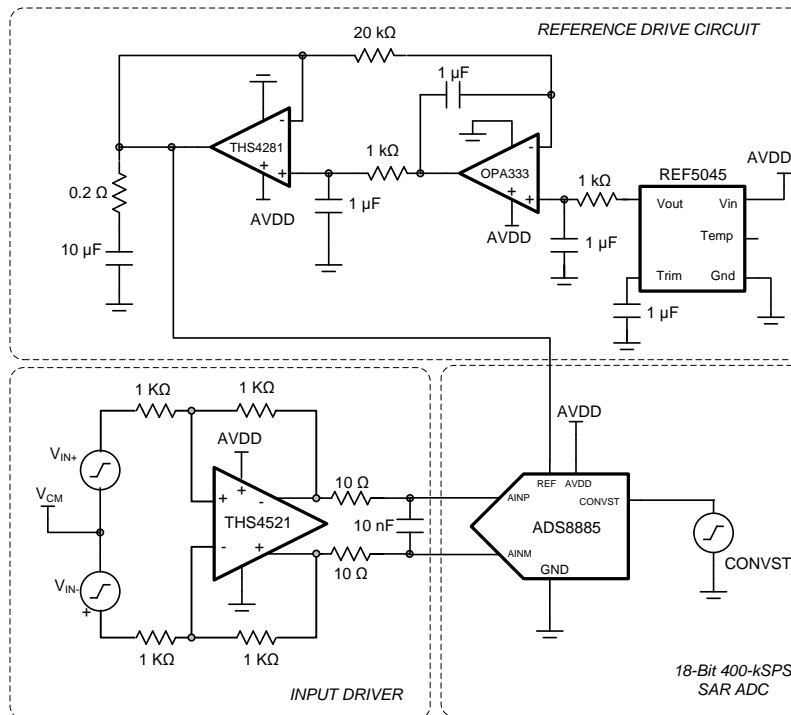 REFERENCE DRIVE CIRCUIT
20 kΩ
1 µF
-
THS4281
+ +
AVDD
1 kΩ
1 µF
-
OPA333
+ +
AVDD
1 kΩ
1 µF
REF5045
AVDD
Vout Vin
Temp
Trim Gnd
1 µF
0.2 Ω
10 µF
1 KΩ 1 KΩ
AVDD
VIN+
VCM
VIN-
+
+ + -
THS4521
- +
10 Ω
10 nF
10 Ω
1 KΩ 1 KΩ
INPUT DRIVER
AVDD
REF AVDD
CONVST
AINP
ADS8885
AINM
GND
CONVST
18-Bit 400-kSPS
SAR ADC